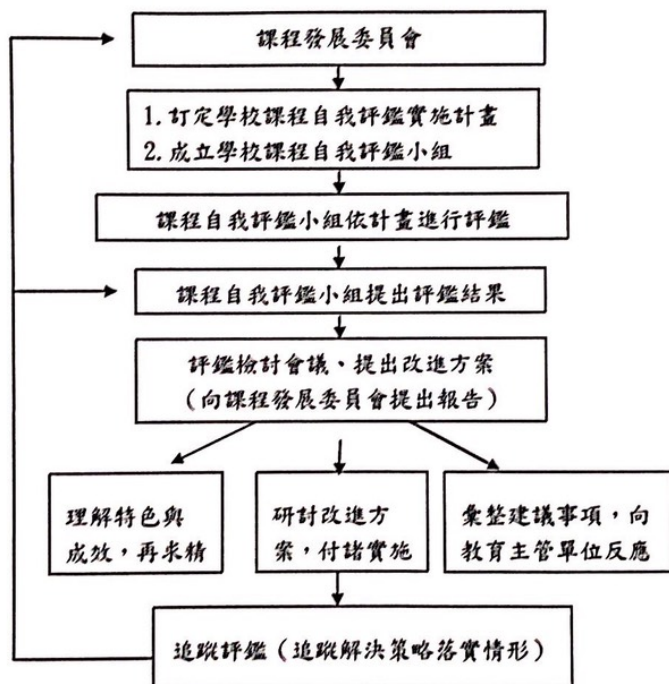 課程發展委員會
1.訂定學校課程自我評鑑實施計畫
2.成立學校課程自我評鑑小組
課程自我評鑑小組依計畫進行評鑑
課程自我評鑑小組提出評鑑結果
評鑑檢討會議、提出改進方案
(向課程發展委員會提出報告)
理解特色與
成效，再求精
研討改進方
案，付諸實施
彙整建議事項，向
教育主管單位反應
追蹤評鑑(追蹤解決策略落實情形)